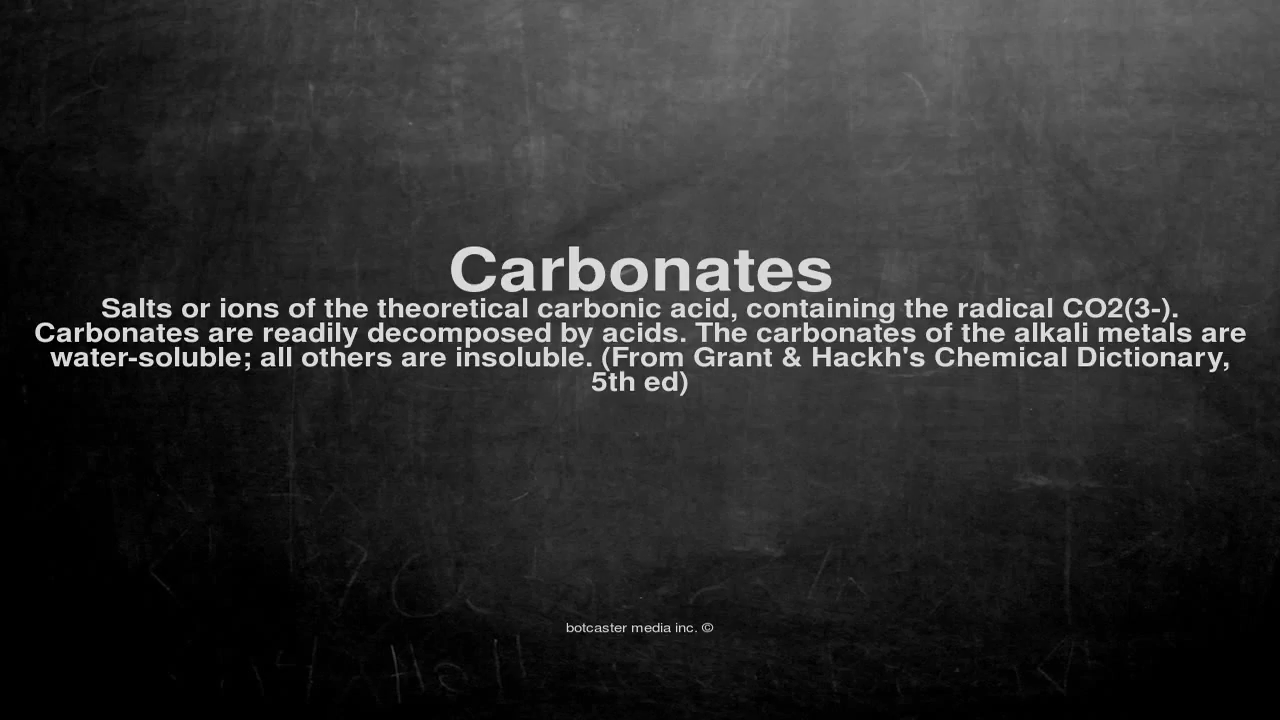 Carbonates
Salts or ions of the theoretical carbonic acid, containing the radical CO2(3-).
Carbonates are readily decomposed by acids. The carbonates of the alkali metals are
water-soluble; all others are insoluble. (From Grant & Hackh's Chemical Dictionary,
5th ed)
botcaster media inc. ©